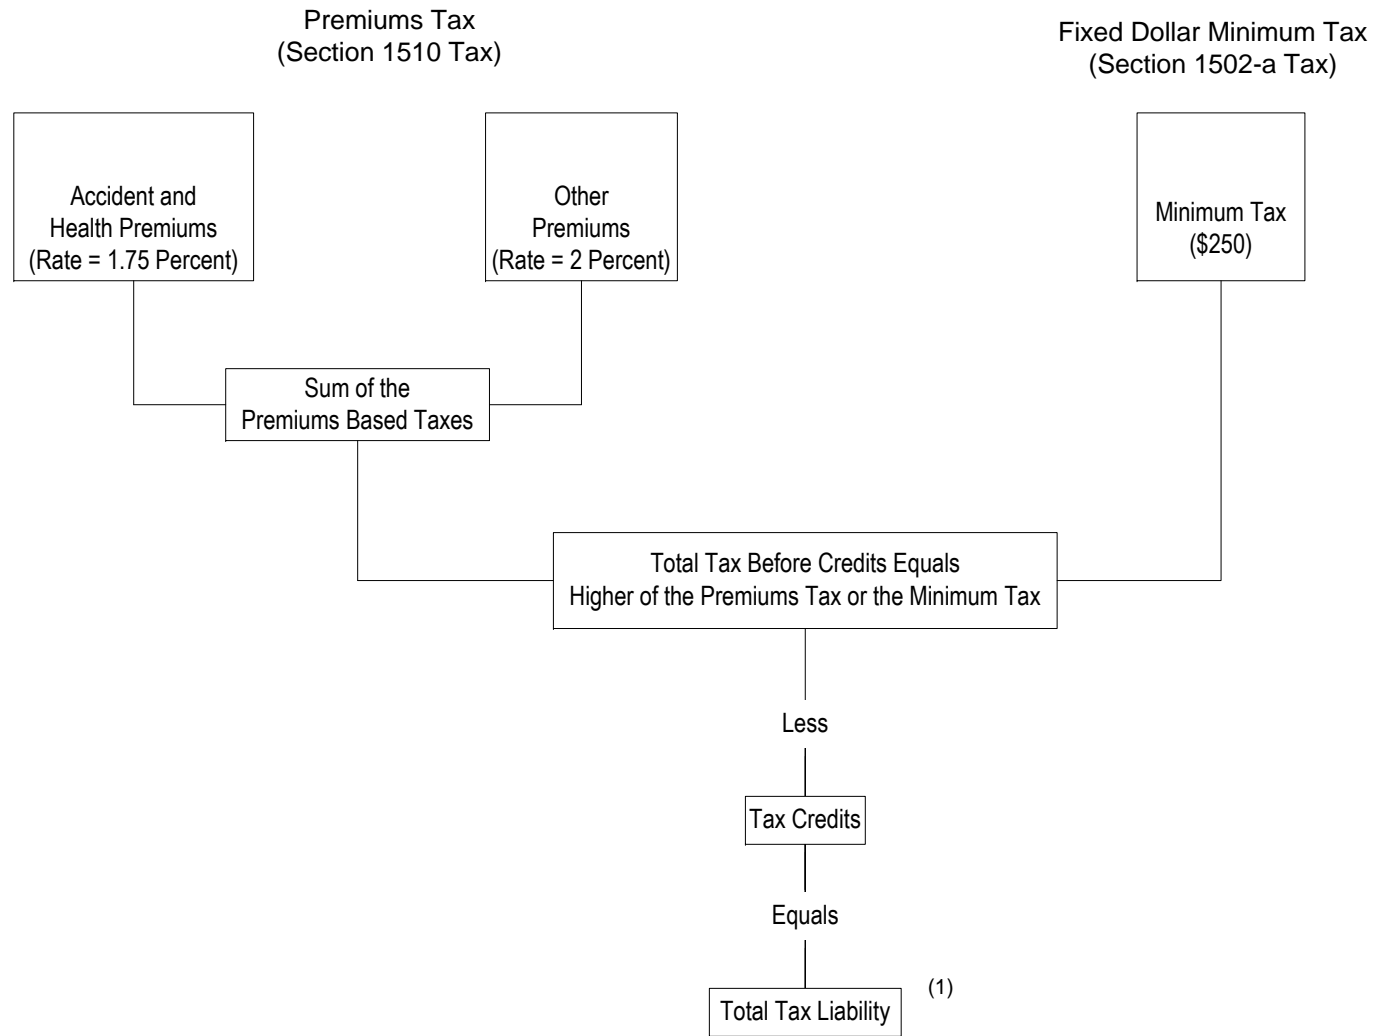 Premiums Tax
(Section 1510 Tax)
Fixed Dollar Minimum Tax
(Section 1502-a Tax)
Accident and
Health Premiums
(Rate = 1.75 Percent)
Other
Premiums
(Rate = 2 Percent)
Minimum Tax
($250)
Sum of the
Premiums Based Taxes
Total Tax Before Credits Equals
Higher of the Premiums Tax or the Minimum Tax
Less
Tax Credits
Equals
Total Tax Liability
(1)